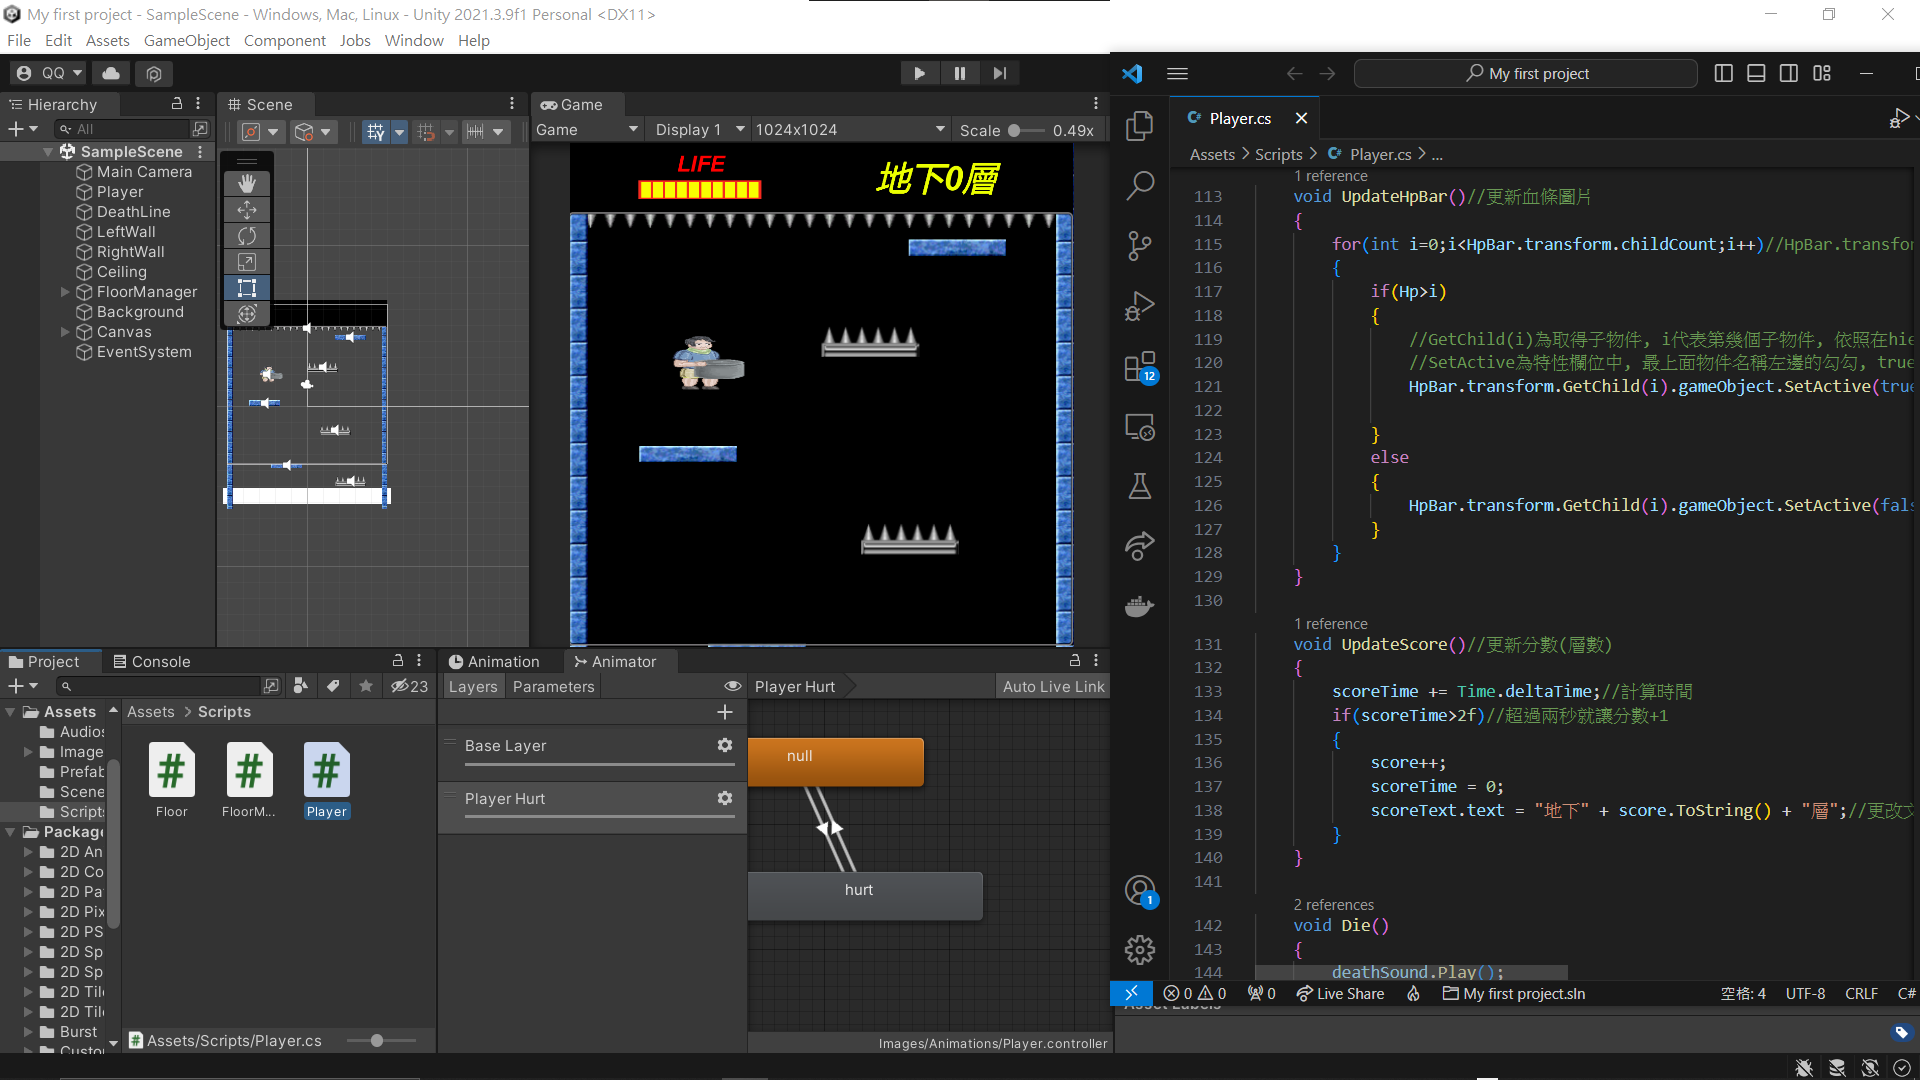 My first project - SampleScene - Windows, Mac, Linux - Unity 2021.3.9f1 Personal <DX11>
File Edit Assets GameObject Component Jobs Window Help
QQ
Hierarchy
All
SampleScene
Main Camera
Player
DeathLine
LeftWall
RightWall
Ceiling
FloorManager
Background
Canvas
EventSystem
Scene
Game
Game Display 1 1024x1024 Scale 0.49x
LIFE
地下0層
Project Console
23
Assets
Audios
Image
Prefab
Scene
Scripts
Package
2D An
2D Co
2D Pa
2D Pix
2D PS
2D Sp
2D Sp
2D Tile
2D Tile
Burst
Custo
Assets > Scripts
Floor
FloorM...
Player
Assets/Scripts/Player.cs
Animation Animator
Layers Parameters
Player Hurt
Auto Live Link
Base Layer
Player Hurt
null
hurt
Images/Animations/Player.controller
My first project
Player.cs
Assets > Scripts > Player.cs > ...
1 reference
113 void UpdateHpBar()//更新血條圖片
114 {
115 for(int i=0;i<HpBar.transform.childCount;i++)//HpBar.transfor
116 {
117 if(Hp>i)
118 {
119 //GetChild(i)為取得子物件, i代表第幾個子物件, 依照在hie
120 //SetActive為特性欄位中, 最上面物件名稱左邊的勾勾, true
121 HpBar.transform.GetChild(i).gameObject.SetActive(true
122
123 }
124 else
125 {
126 HpBar.transform.GetChild(i).gameObject.SetActive(fals
127 }
128 }
129 }
130
1 reference
131 void UpdateScore()//更新分數(層數)
132 {
133 scoreTime += Time.deltaTime;//計算時間
134 if(scoreTime>2f)//超過兩秒就讓分數+1
135 {
136 score++;
137 scoreTime = 0;
138 scoreText.text = "地下" + score.ToString() + "層";//更改文
139 }
140 }
141
2 references
142 void Die()
143 {
144 deathSound.Play();
12
1
0 0 0 Live Share My first project.sln 空格: 4 UTF-8 CRLF C#
Asset Labels